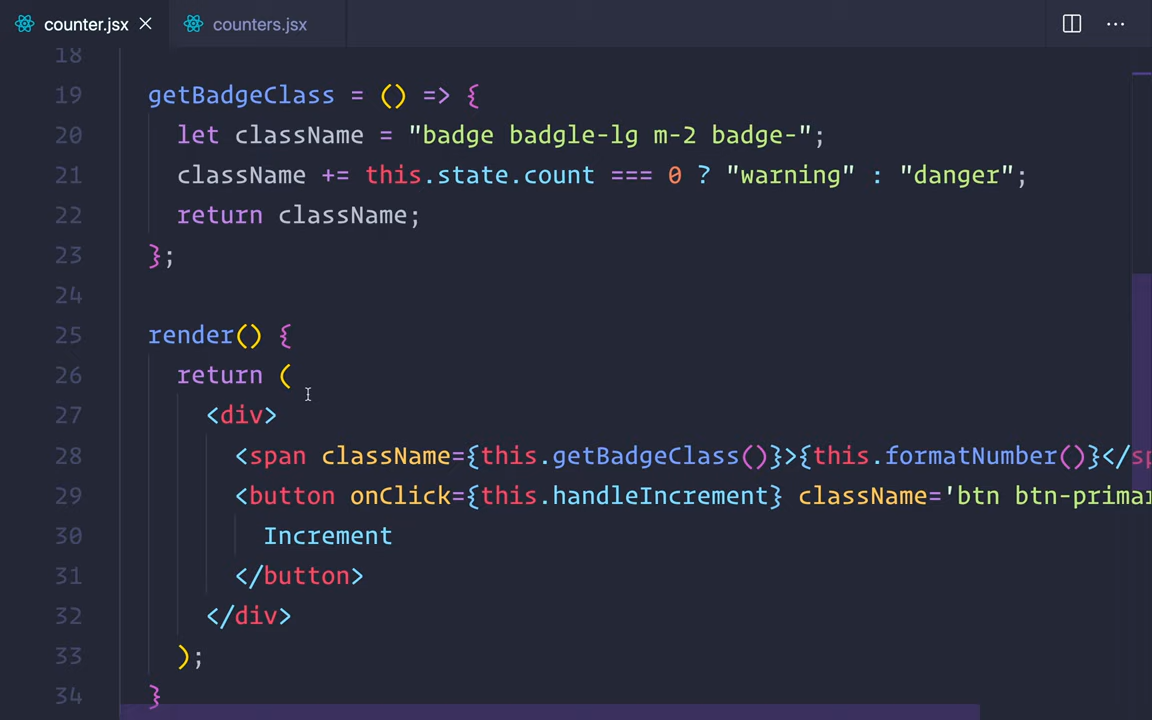 counter.jsx counters.jsx
18
19 getBadgeClass = () => {
20 let className = "badge badgle-lg m-2 badge-";
21 className += this.state.count === 0 ? "warning" : "danger";
22 return className;
23 };
24
25 render() {
26 return (
27 <div>
28 <span className={this.getBadgeClass()}>{this.formatNumber()}</sp
29 <button onClick={this.handleIncrement} className='btn btn-primar
30 Increment
31 </button>
32 </div>
33 );
34 }